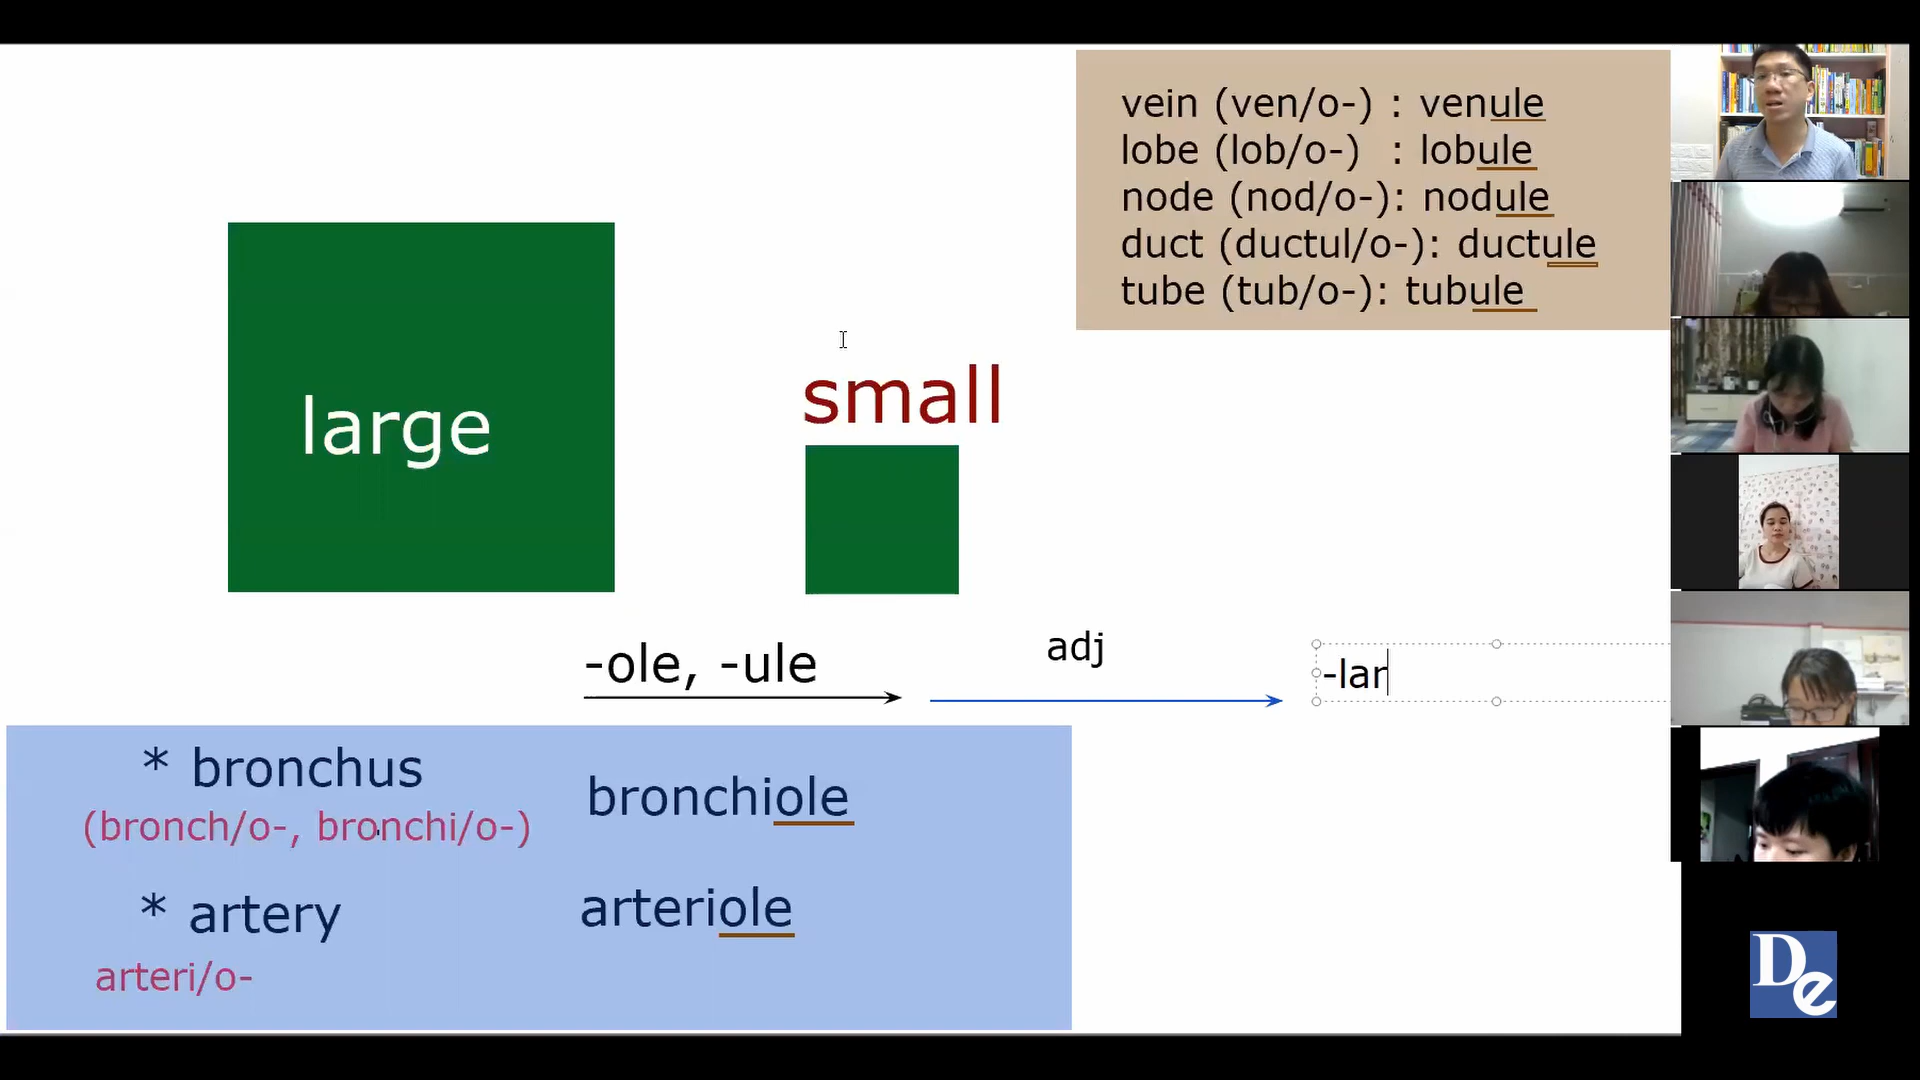 vein (ven/o-) : venule
lobe (lob/o-) : lobule
node (nod/o-): nodule
duct (ductul/o-): ductule
tube (tub/o-): tubule
large
small
-ole, -ule
adj
-lar
* bronchus
bronchiole
(bronch/o-, bronchi/o-)
* artery
arteriole
arteri/o-
De